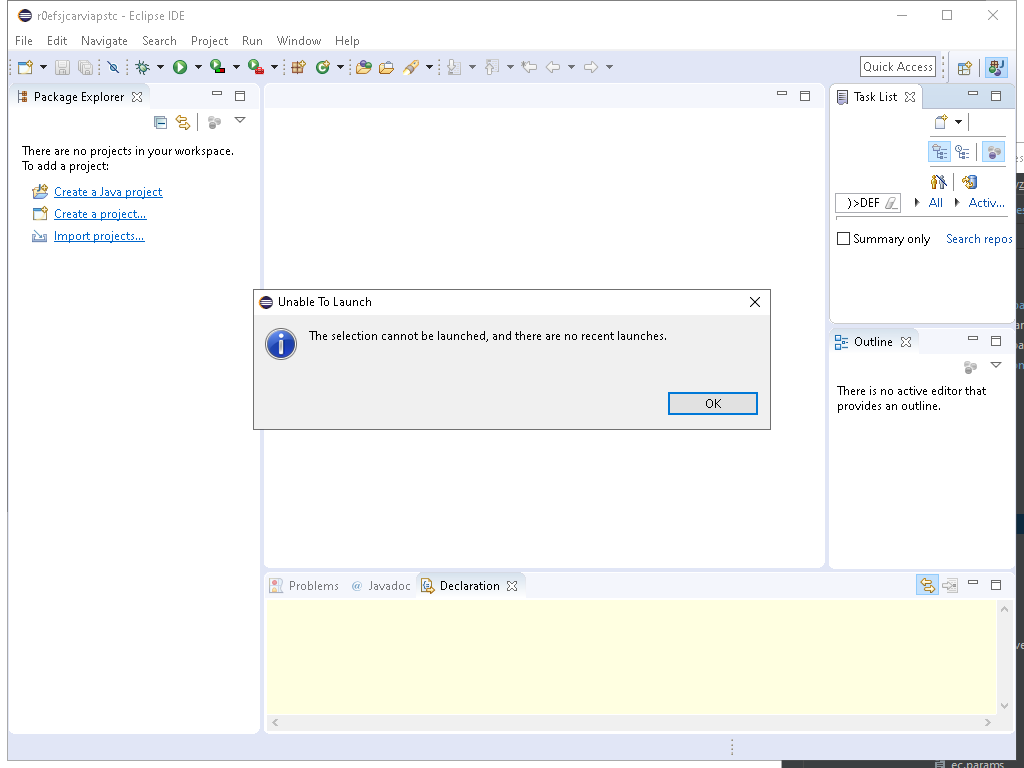 r0efsjcarviapstc - Eclipse IDE
File Edit Navigate Search Project Run Window Help
Quick Access
Package Explorer
Task List
There are no projects in your workspace.
To add a project:
Create a Java project
Create a project...
Import projects...
)>DEF All Activ...
Summary only Search repos
Unable To Launch
The selection cannot be launched, and there are no recent launches.
OK
Outline
There is no active editor that
provides an outline.
Problems @ Javadoc Declaration
ec.params